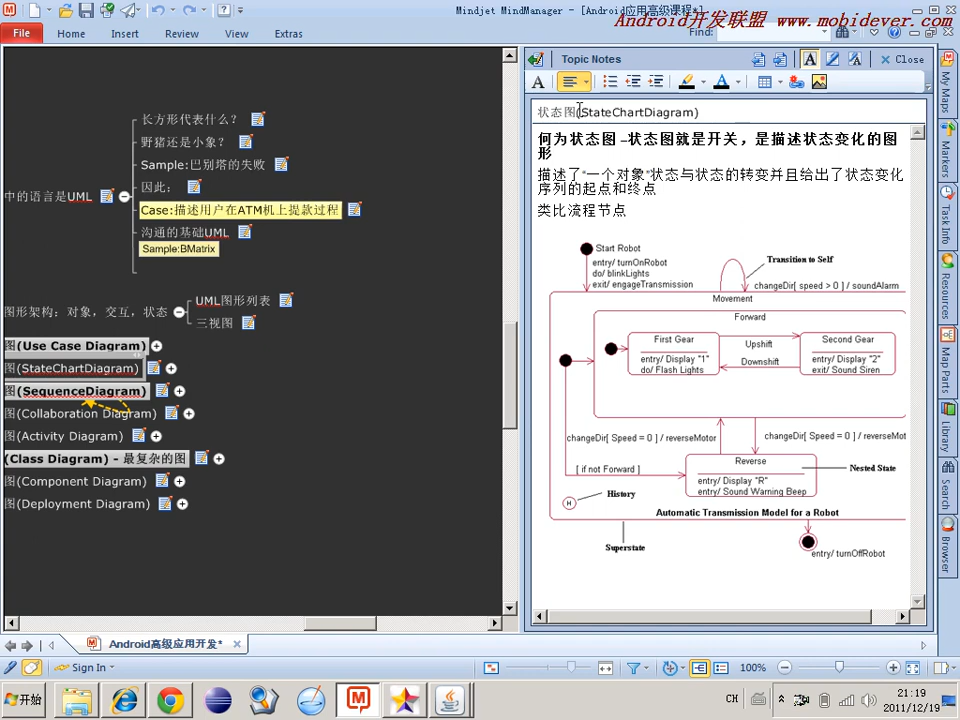 Mindjet MindManager - [Android应用高级课程*]
Android开发联盟 www.mobidever.com
File Home Insert Review View Extras
Find:
Topic Notes
Close
状态图(StateChartDiagram)
何为状态图 –状态图就是开关，是描述状态变化的图
形
描述了“一个对象”状态与状态的转变并且给出了状态变化
序列的起点和终点
类比流程节点
长方形代表什么？
野猪还是小象？
Sample:巴别塔的失败
因此：
中的语言是UML
Case:描述用户在ATM机上提款过程
沟通的基础UML
Sample:BMatrix
图形架构：对象，交互，状态
UML图形列表
三视图
图(Use Case Diagram)
图(StateChartDiagram)
图(SequenceDiagram)
图(Collaboration Diagram)
图(Activity Diagram)
(Class Diagram) - 最复杂的图
图(Component Diagram)
图(Deployment Diagram)
Start Robot
entry/ turnOnRobot
do/ blinkLights
exit/ engageTransmission
Transition to Self
changeDir[ speed > 0 ] / soundAlarm
Movement
Forward
First Gear
entry/ Display "1"
do/ Flash Lights
Upshift
Downshift
Second Gear
entry/ Display "2"
exit/ Sound Siren
changeDir[ Speed = 0 ] / reverseMotor
changeDir[ Speed = 0 ] / reverseMot
[ if not Forward ]
Reverse
entry/ Display "R"
entry/ Sound Warning Beep
Nested State
H
History
Automatic Transmission Model for a Robot
Superstate
entry/ turnOffRobot
My Maps
Markers
Task Info
Resources
Map Parts
Library
Search
Browser
Android高级应用开发*
Sign In
100%
开始
CH
21:19
2011/12/19